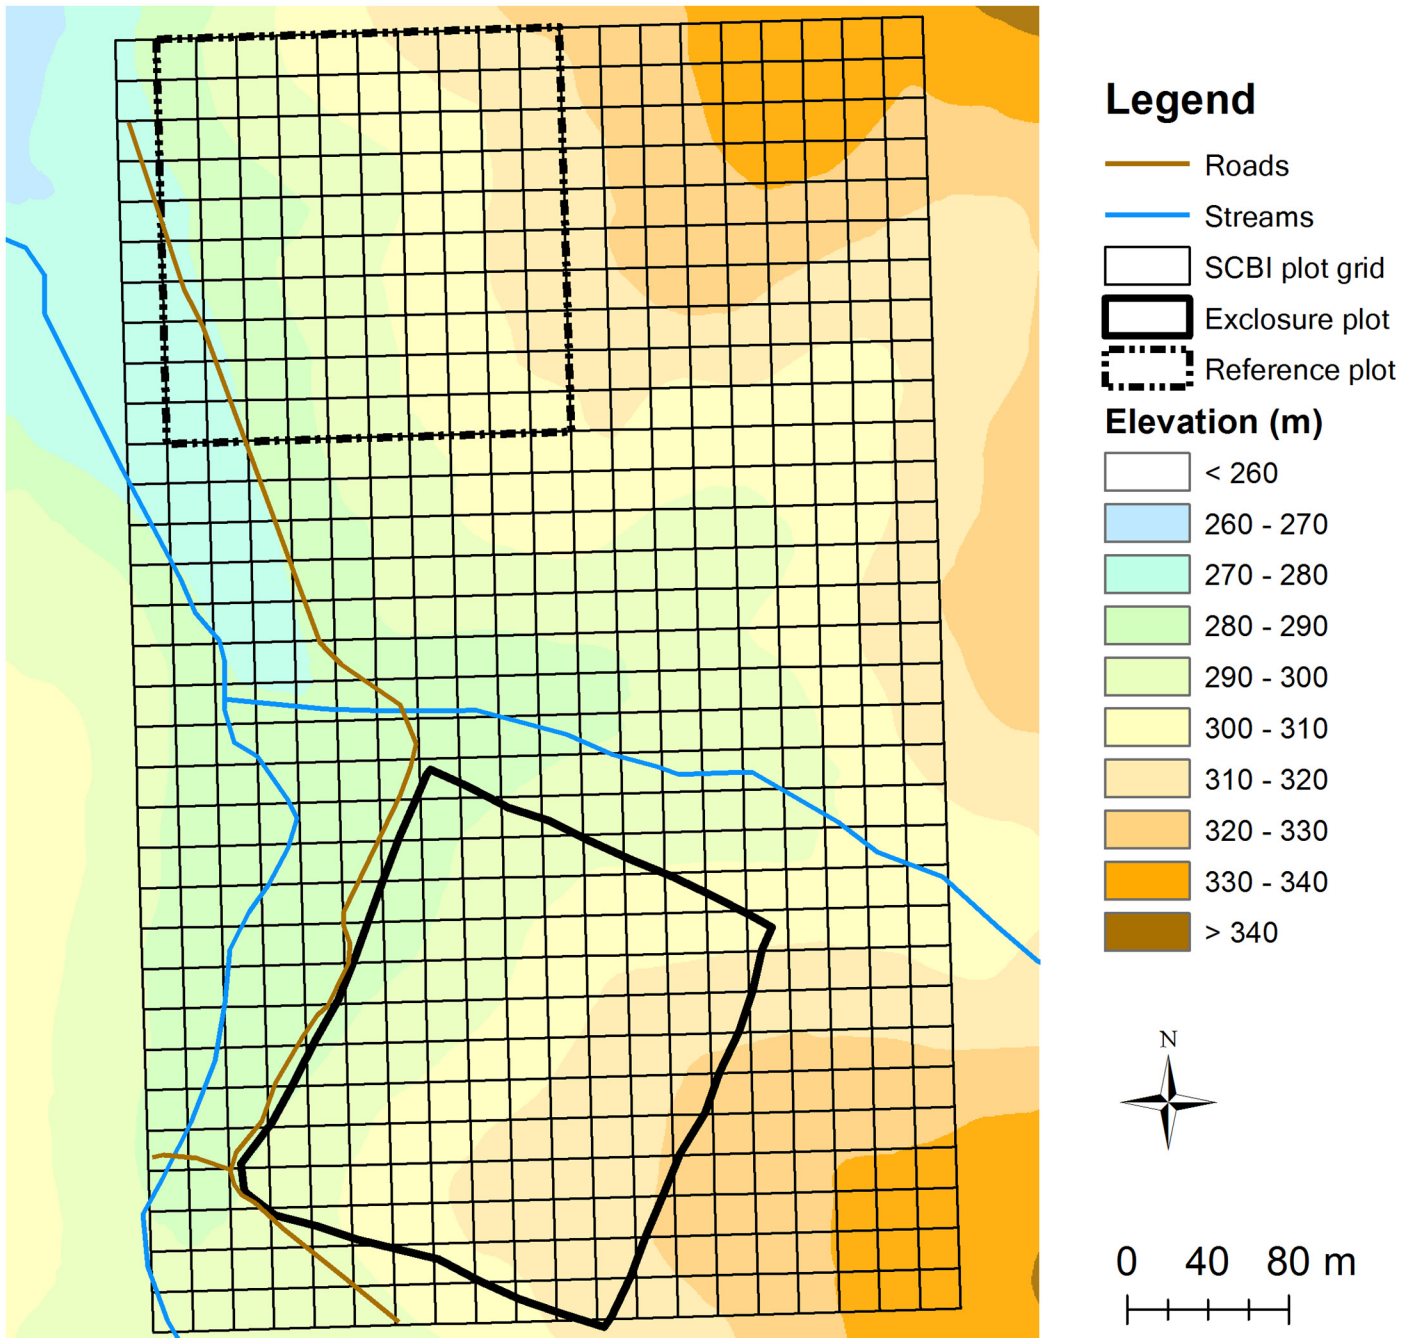 Legend
Roads
Streams
SCBI plot grid
Exclosure plot
Reference plot
Elevation (m)
< 260
260 - 270
270 - 280
280 - 290
290 - 300
300 - 310
310 - 320
320 - 330
330 - 340
> 340
N
0 40 80 m